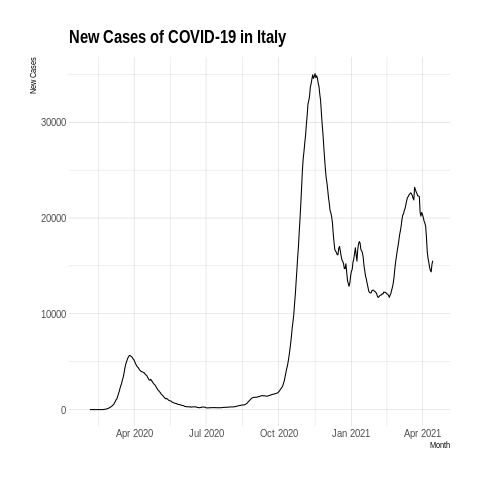 New Cases of COVID-19 in Italy
New Cases
30000
20000
10000
0
Apr 2020 Jul 2020 Oct 2020 Jan 2021 Apr 2021
Month